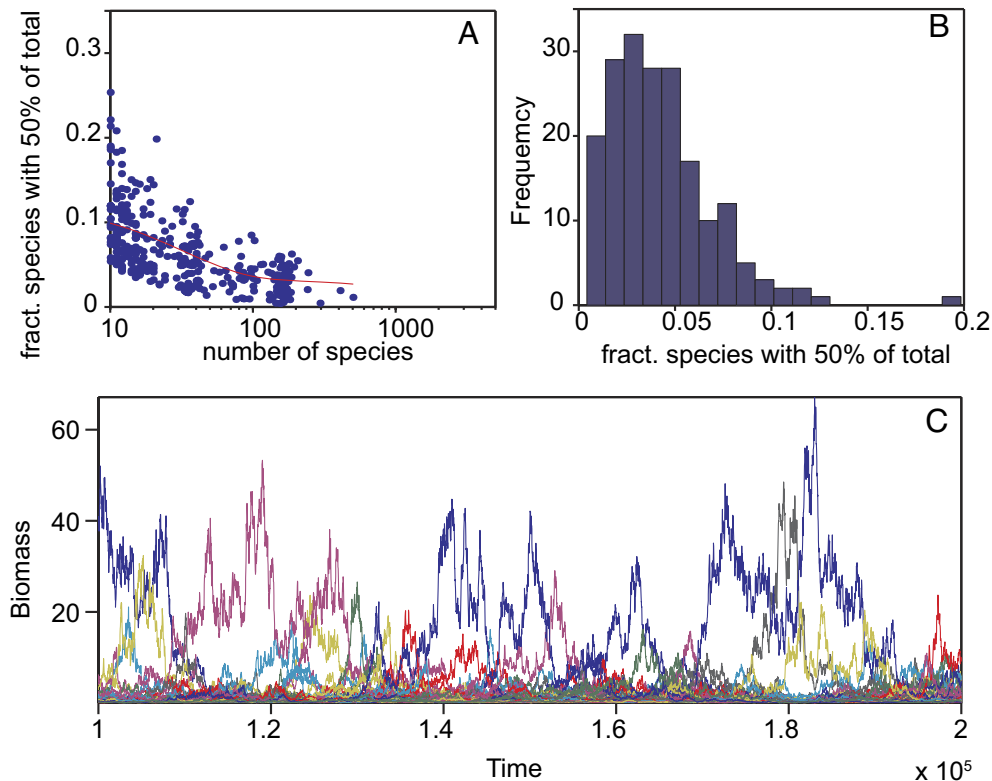 A
0.3
0.2
0.1
0
fract. species with 50% of total
10
100
1000
number of species
B
30
20
10
0
Frequemcy
0
0.05
0.1
0.15
0.2
fract. species with 50% of total
C
60
40
20
Biomass
1
1.2
1.4
1.6
1.8
2
Time
x 10⁵